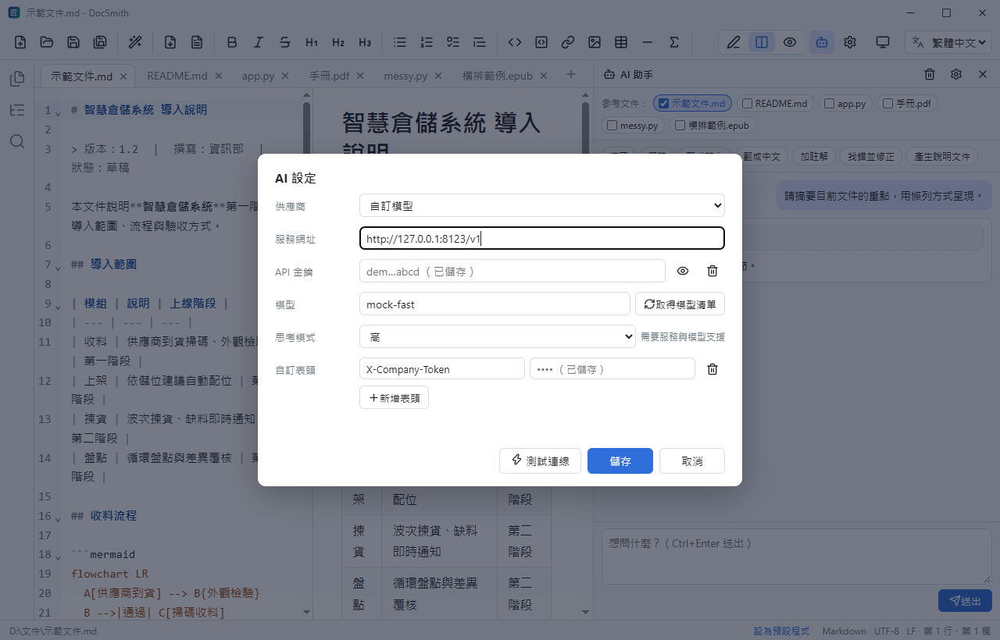 匠 示範文件.md - DocSmith
B I S H1 H2 H3 Σ 繁體中文
示範文件.md README.md app.py 手冊.pdf messy.py 橫排範例.epub
AI 助手
參考文件： 示範文件.md README.md app.py 手冊.pdf
messy.py 橫排範例.epub
翻成中文 加註解 找錯並修正 產生說明文件
請摘要目前文件的重點，用條列方式呈現。
1 # 智慧倉儲系統 導入說明
2
3 > 版本：1.2 ｜ 撰寫：資訊部 ｜
狀態：草稿
4
5 本文件說明**智慧倉儲系統**第一階
導入範圍、流程與驗收方式。
6
7 ## 導入範圍
8
9 | 模組 | 說明 | 上線階段 |
10 | --- | --- | --- |
11 | 收料 | 供應商到貨掃碼、外觀檢驗
| 第一階段 |
12 | 上架 | 依儲位建議自動配位 | 第
階段 |
13 | 揀貨 | 波次揀貨、缺料即時通知
第二階段 |
14 | 盤點 | 循環盤點與差異覆核 | 第
階段 |
15
16 ## 收料流程
17
18 ```mermaid
19 flowchart LR
20 A[供應商到貨] --> B{外觀檢驗}
21 B -->|通過| C[掃碼收料]
智慧倉儲系統 導入
說明
AI 設定
供應商 自訂模型
服務網址 http://127.0.0.1:8123/v1
API 金鑰 dem...abcd（已儲存）
模型 mock-fast 取得模型清單
思考模式 高 需要服務與模型支援
自訂表頭 X-Company-Token ••••（已儲存）
新增表頭
測試連線 儲存 取消
節。
架 配位 階段
揀貨 波次揀貨、缺料即時通知 第二階段
盤點 循環盤點與差異覆核 第二階段
想問什麼？（Ctrl+Enter 送出）
送出
D:\文件\示範文件.md 設為預設程式 Markdown UTF-8 LF 第 1 行，第 1 欄